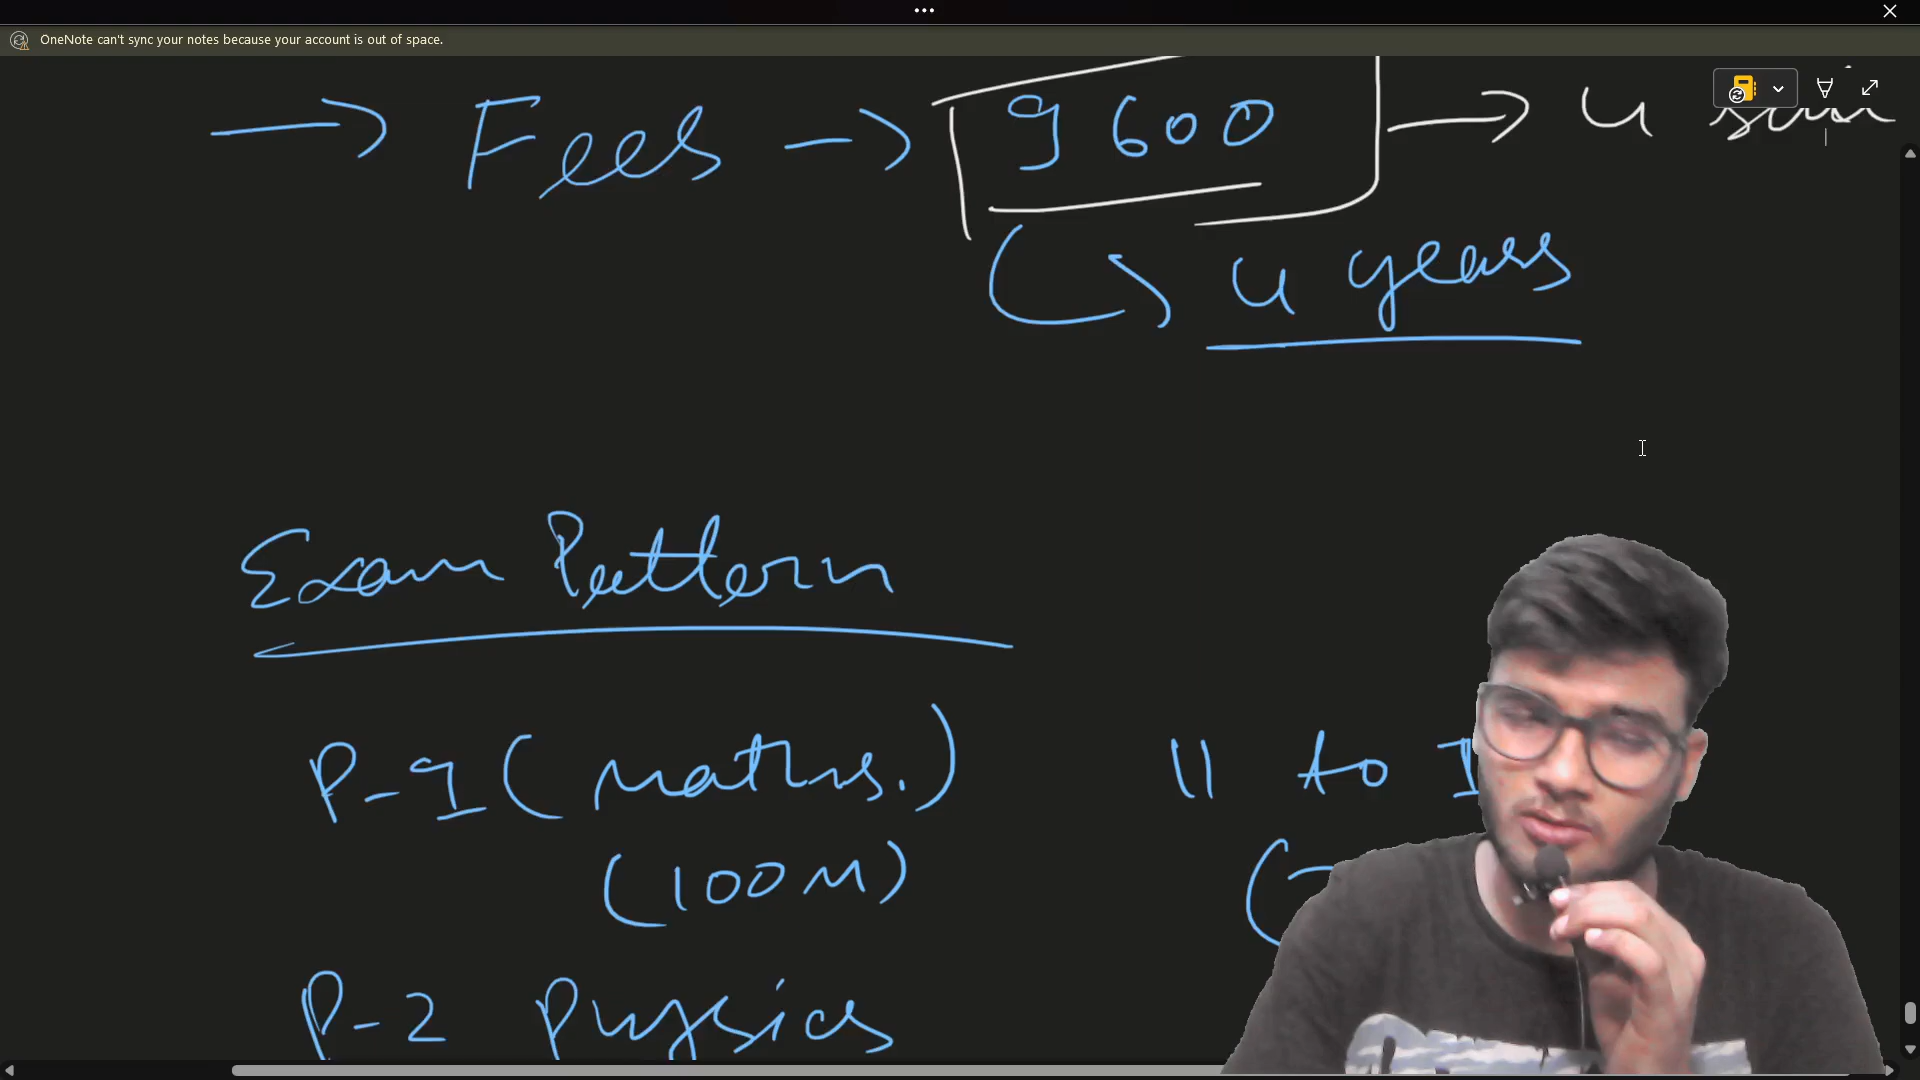 OneNote can't sync your notes because your account is out of space.
→ Fees → 9600 → 4
↳ 4 years
Exam Pattern
P-1 (Maths.)
11 to
(100M)
P-2 Physics